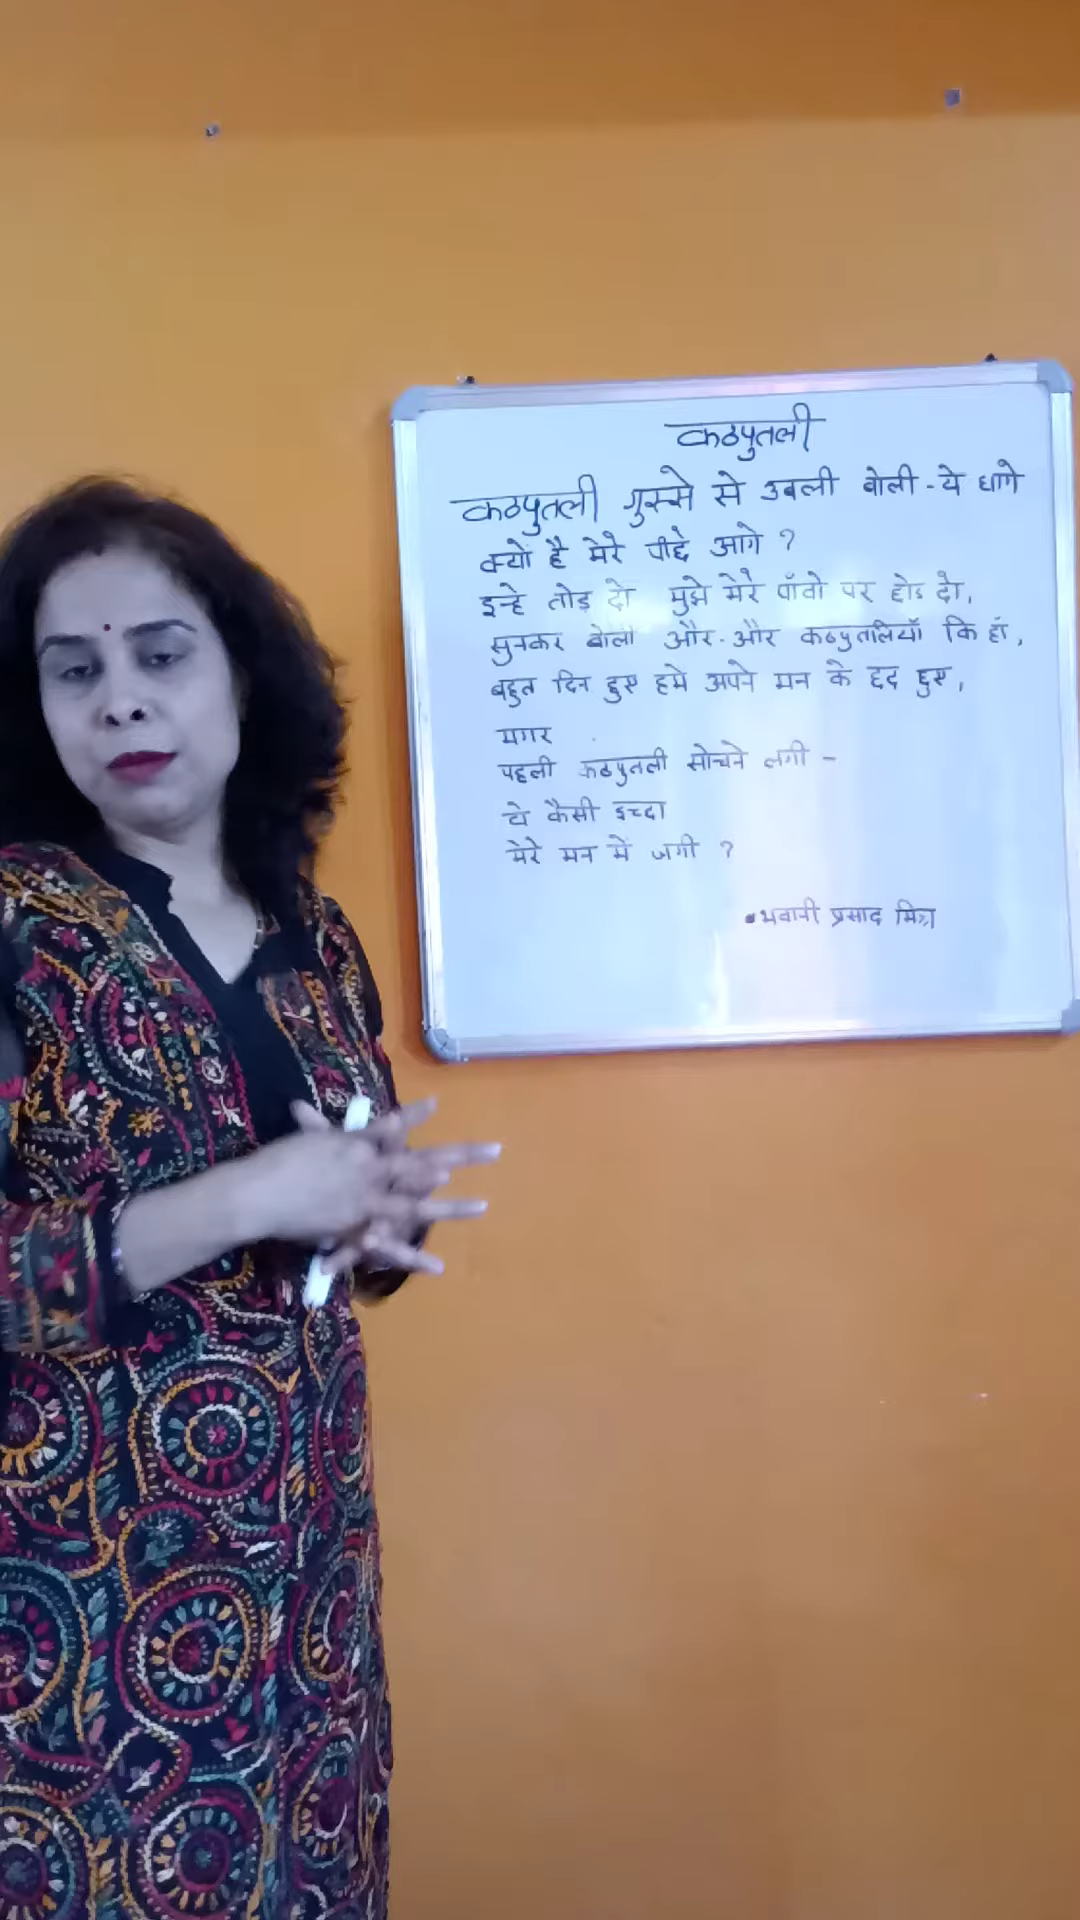 कठपुतली
कठपुतली गुस्से से उबली बोली - ये धागे
क्यों है मेरे पीछे आगे ?
इन्हे तोड़ दो मुझे मेरे पाँवो पर छोड़ दो,
सुनकर बोली और-और कठपुतलियाँ कि हाँ,
बहुत दिन हुए हमे अपने मन के छंद हुए,
मगर
पहली कठपुतली सोचने लगी -
ये कैसी इच्छा
मेरे मन में जगी ?
• भवानी प्रसाद मिश्र